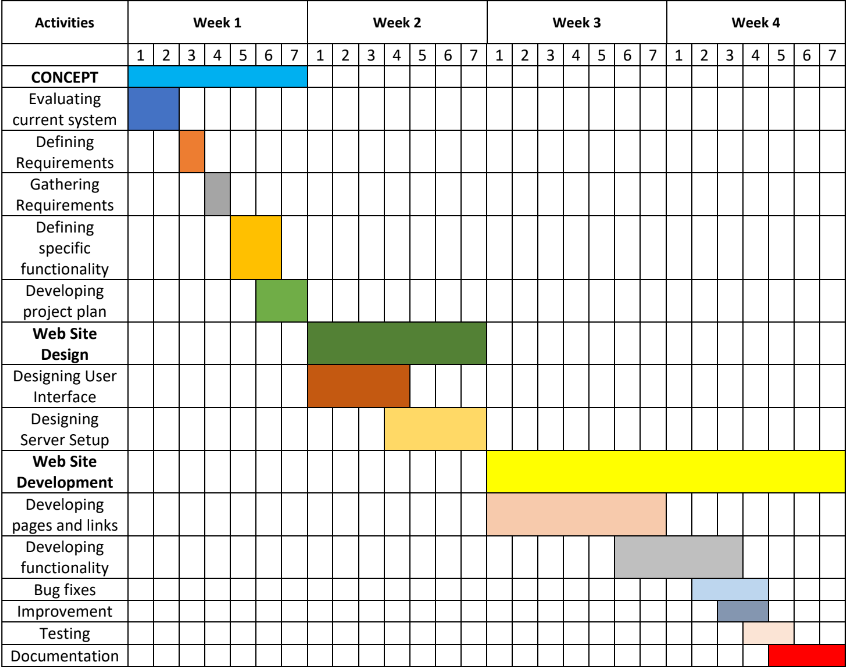 Activities Week 1 Week 2 Week 3 Week 4
1 2 3 4 5 6 7 1 2 3 4 5 6 7 1 2 3 4 5 6 7 1 2 3 4 5 6 7
CONCEPT
Evaluating
current system
Defining
Requirements
Gathering
Requirements
Defining
specific
functionality
Developing
project plan
Web Site
Design
Designing User
Interface
Designing
Server Setup
Web Site
Development
Developing
pages and links
Developing
functionality
Bug fixes
Improvement
Testing
Documentation